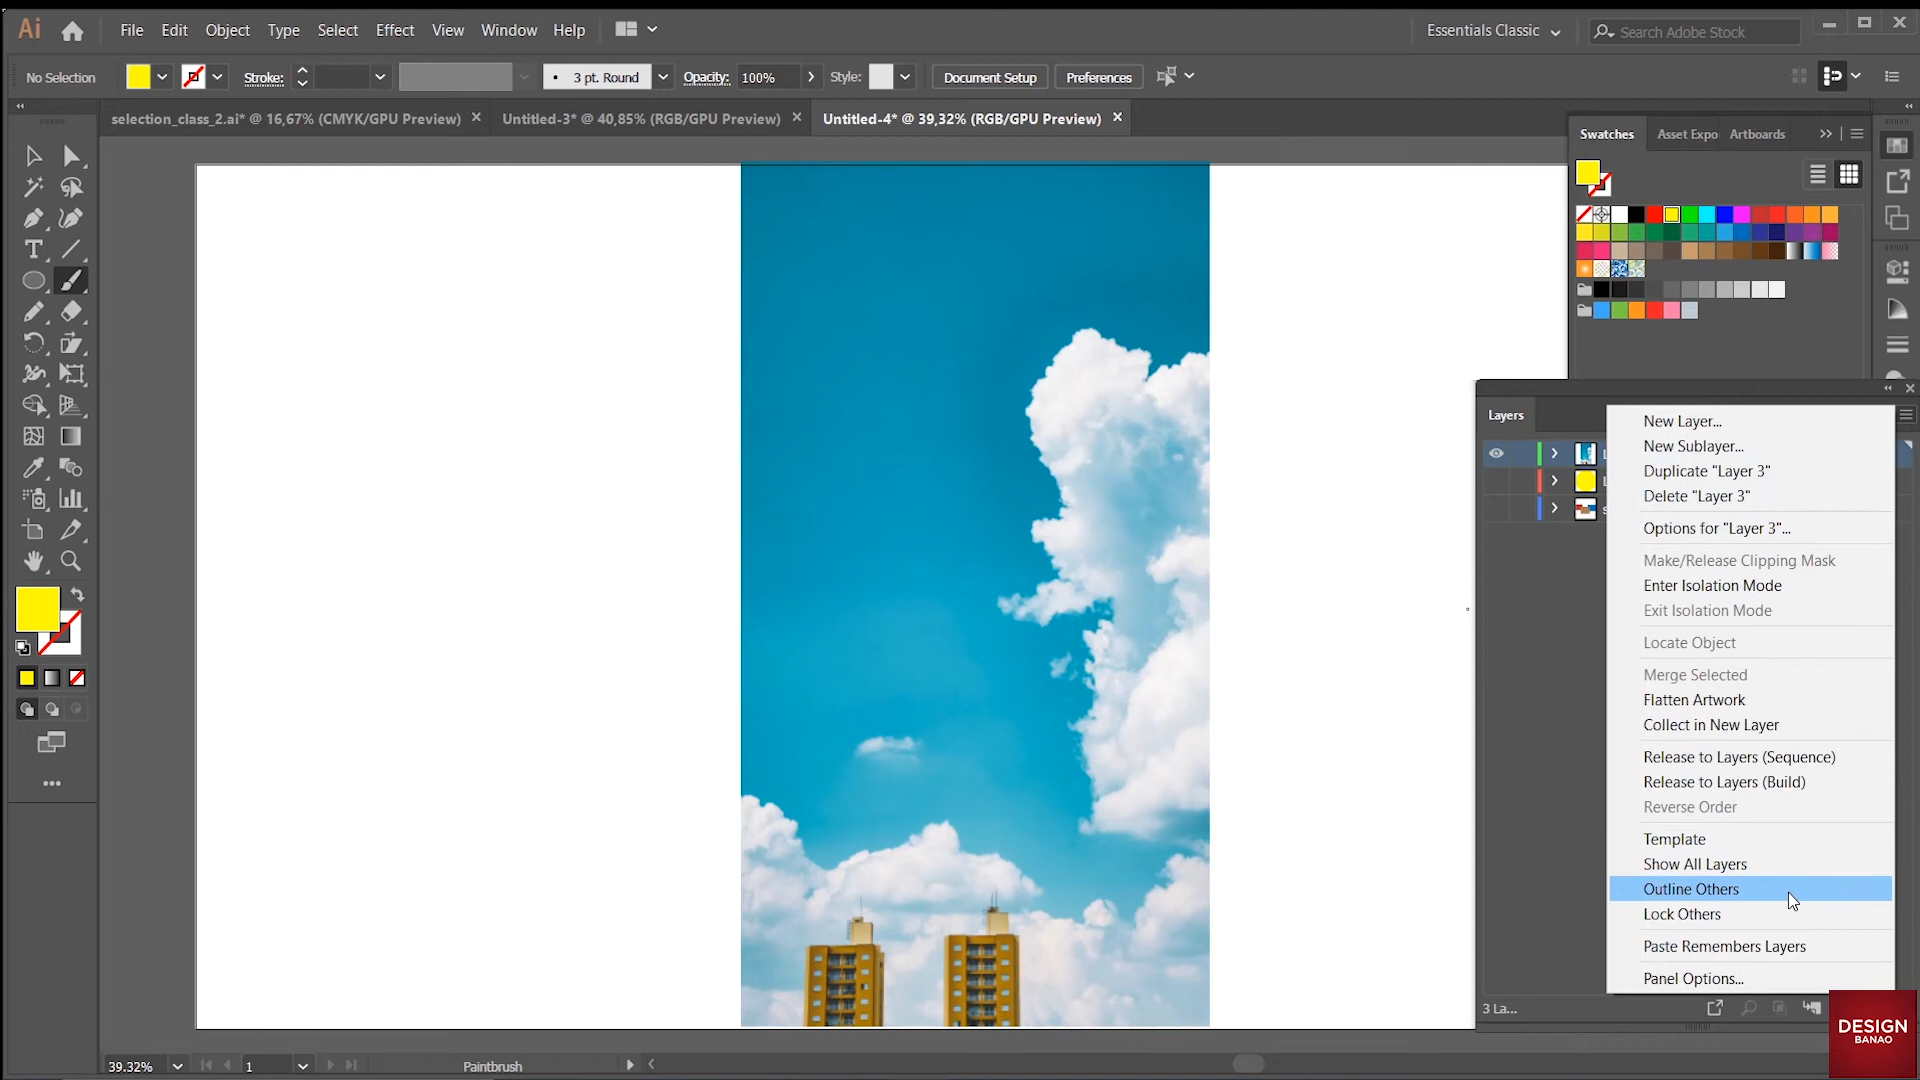 Ai File Edit Object Type Select Effect View Window Help Essentials Classic Search Adobe Stock
No Selection Stroke: 3 pt. Round Opacity: 100% Style: Document Setup Preferences
selection_class_2.ai* @ 16,67% (CMYK/GPU Preview) Untitled-3* @ 40,85% (RGB/GPU Preview) Untitled-4* @ 39,32% (RGB/GPU Preview)
Swatches Asset Expo Artboards
Layers
New Layer...
New Sublayer...
Duplicate "Layer 3"
Delete "Layer 3"
Options for "Layer 3"...
Make/Release Clipping Mask
Enter Isolation Mode
Exit Isolation Mode
Locate Object
Merge Selected
Flatten Artwork
Collect in New Layer
Release to Layers (Sequence)
Release to Layers (Build)
Reverse Order
Template
Show All Layers
Outline Others
Lock Others
Paste Remembers Layers
Panel Options...
3 La...
DESIGN
BANAO
39.32% 1 Paintbrush